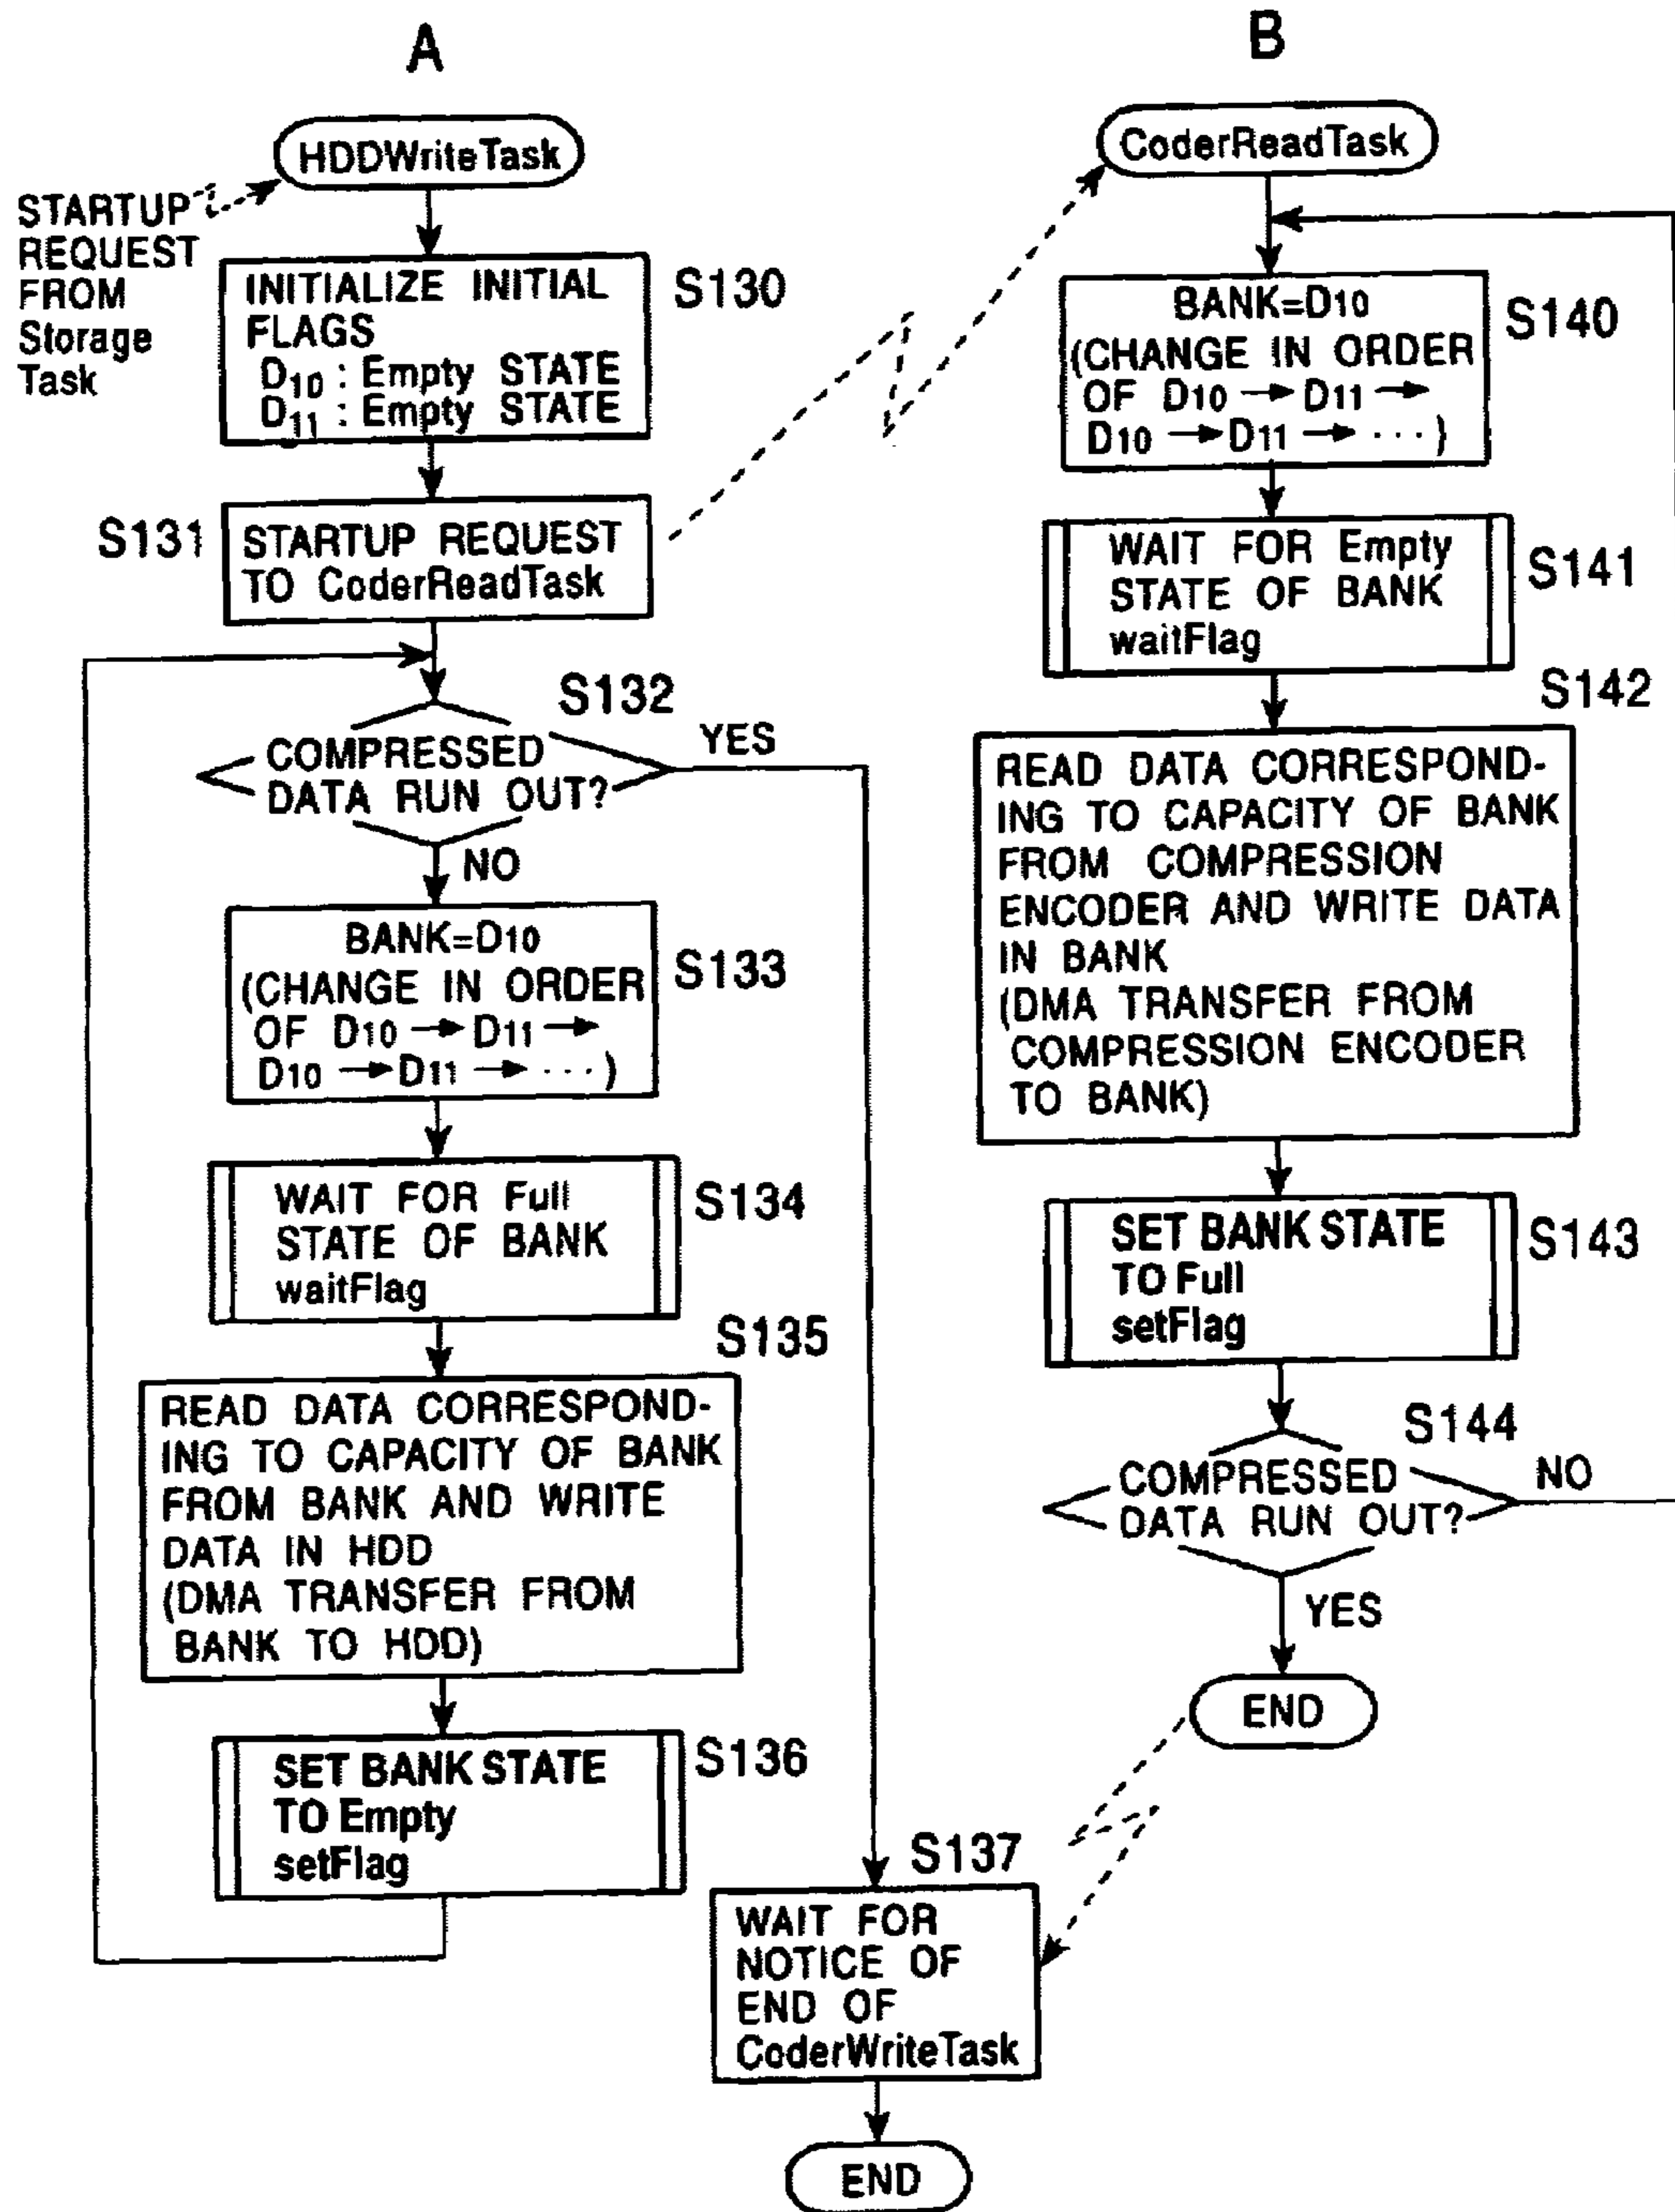 A
HDDWriteTask
STARTUP
REQUEST
FROM
Storage
Task
INITIALIZE INITIAL
FLAGS
D10 : Empty STATE
D11 : Empty STATE
S130
S131
STARTUP REQUEST
TO CoderReadTask
S132
COMPRESSED
DATA RUN OUT?
YES
NO
BANK=D10
(CHANGE IN ORDER
OF D10 → D11 →
D10 → D11 → ···)
S133
WAIT FOR Full
STATE OF BANK
waitFlag
S134
S135
READ DATA CORRESPOND-
ING TO CAPACITY OF BANK
FROM BANK AND WRITE
DATA IN HDD
(DMA TRANSFER FROM
BANK TO HDD)
SET BANK STATE
TO Empty
setFlag
S136
S137
WAIT FOR
NOTICE OF
END OF
CoderWriteTask
END
B
CoderReadTask
BANK=D10
(CHANGE IN ORDER
OF D10 → D11 →
D10 → D11 → ···)
S140
WAIT FOR Empty
STATE OF BANK
waitFlag
S141
S142
READ DATA CORRESPOND-
ING TO CAPACITY OF BANK
FROM COMPRESSION
ENCODER AND WRITE DATA
IN BANK
(DMA TRANSFER FROM
COMPRESSION ENCODER
TO BANK)
SET BANK STATE
TO Full
setFlag
S143
S144
COMPRESSED
DATA RUN OUT?
NO
YES
END